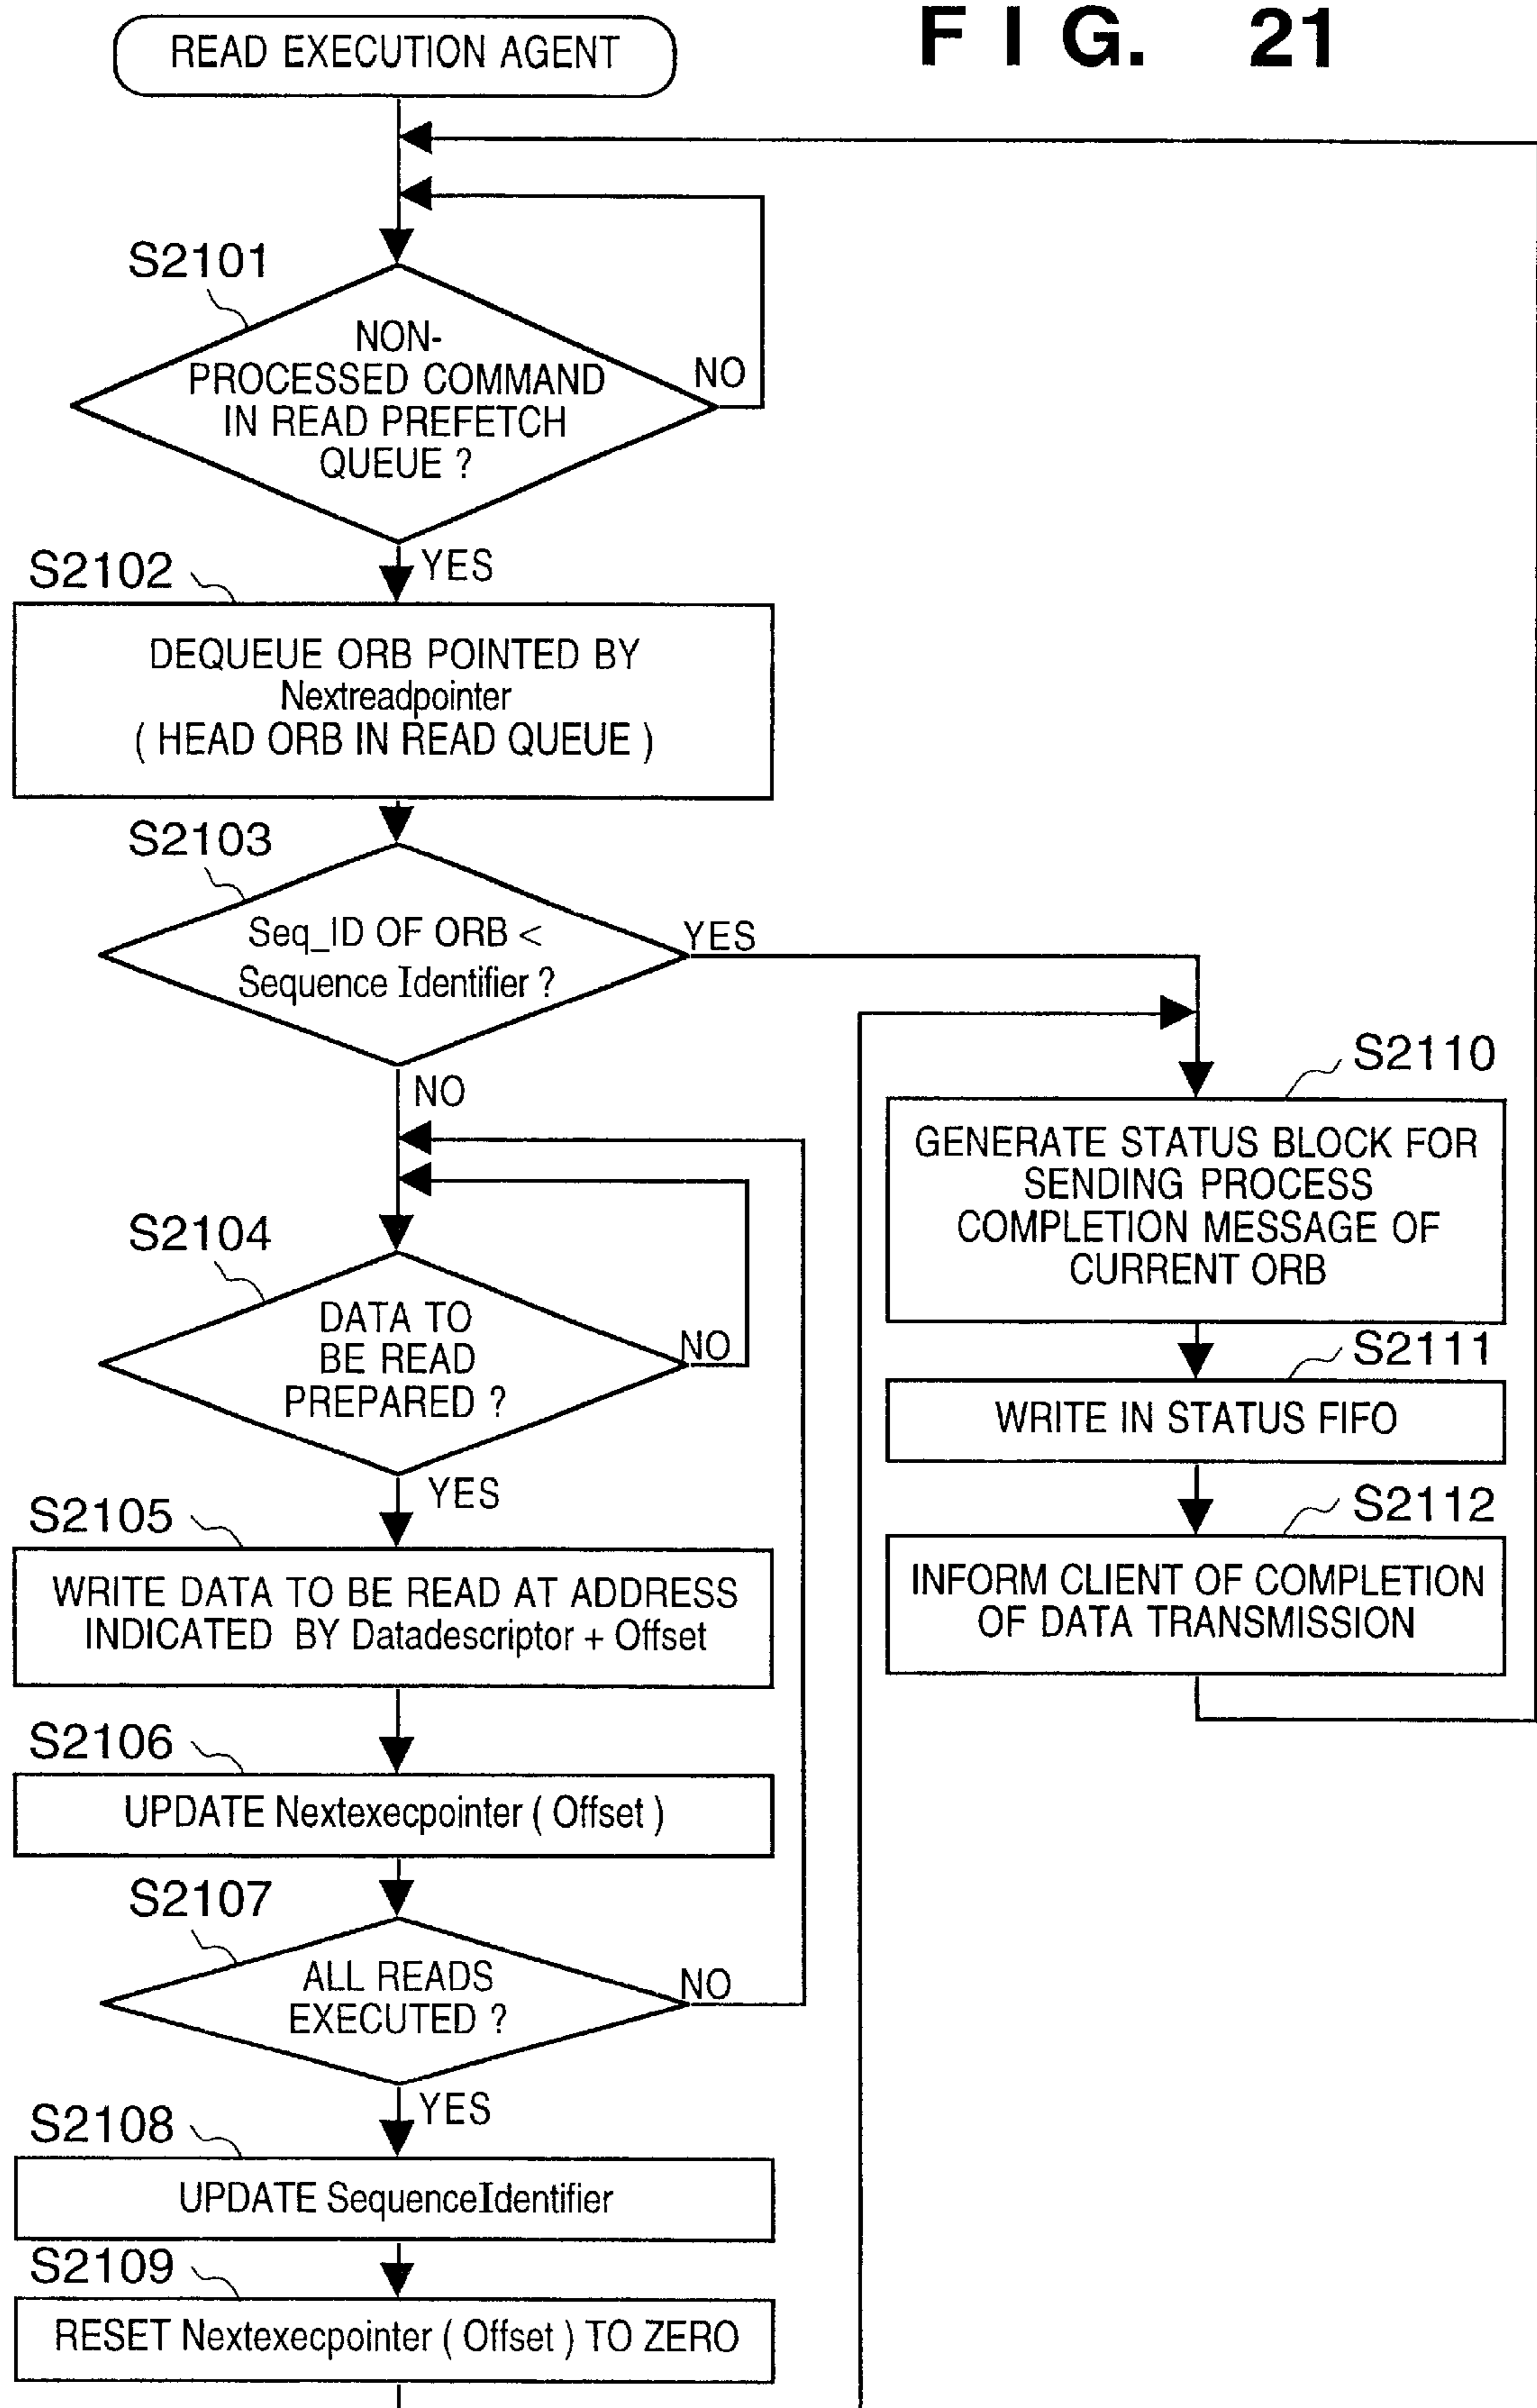 FIG. 21
READ EXECUTION AGENT
S2101
NON-
PROCESSED COMMAND
IN READ PREFETCH
QUEUE ?
NO
YES
S2102
DEQUEUE ORB POINTED BY
Nextreadpointer
( HEAD ORB IN READ QUEUE )
S2103
Seq_ID OF ORB <
Sequence Identifier ?
YES
NO
S2104
DATA TO
BE READ
PREPARED ?
NO
YES
S2105
WRITE DATA TO BE READ AT ADDRESS
INDICATED BY Datadescriptor + Offset
S2106
UPDATE Nextexecpointer ( Offset )
S2107
ALL READS
EXECUTED ?
NO
YES
S2108
UPDATE SequenceIdentifier
S2109
RESET Nextexecpointer ( Offset ) TO ZERO
S2110
GENERATE STATUS BLOCK FOR
SENDING PROCESS
COMPLETION MESSAGE OF
CURRENT ORB
S2111
WRITE IN STATUS FIFO
S2112
INFORM CLIENT OF COMPLETION
OF DATA TRANSMISSION